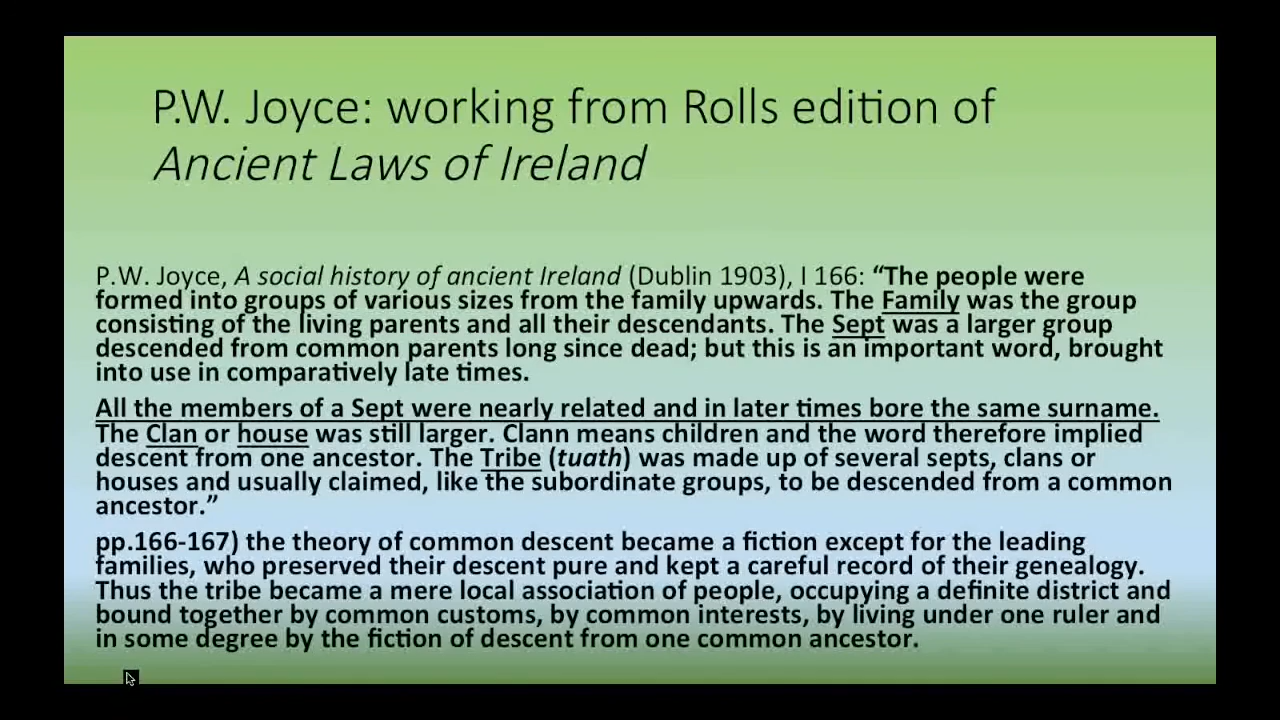 P.W. Joyce: working from Rolls edition of
Ancient Laws of Ireland
P.W. Joyce, A social history of ancient Ireland (Dublin 1903), I 166: “The people were
formed into groups of various sizes from the family upwards. The Family was the group
consisting of the living parents and all their descendants. The Sept was a larger group
descended from common parents long since dead; but this is an important word, brought
into use in comparatively late times.
All the members of a Sept were nearly related and in later times bore the same surname.
The Clan or house was still larger. Clann means children and the word therefore implied
descent from one ancestor. The Tribe (tuath) was made up of several septs, clans or
houses and usually claimed, like the subordinate groups, to be descended from a common
ancestor.”
pp.166-167) the theory of common descent became a fiction except for the leading
families, who preserved their descent pure and kept a careful record of their genealogy.
Thus the tribe became a mere local association of people, occupying a definite district and
bound together by common customs, by common interests, by living under one ruler and
in some degree by the fiction of descent from one common ancestor.